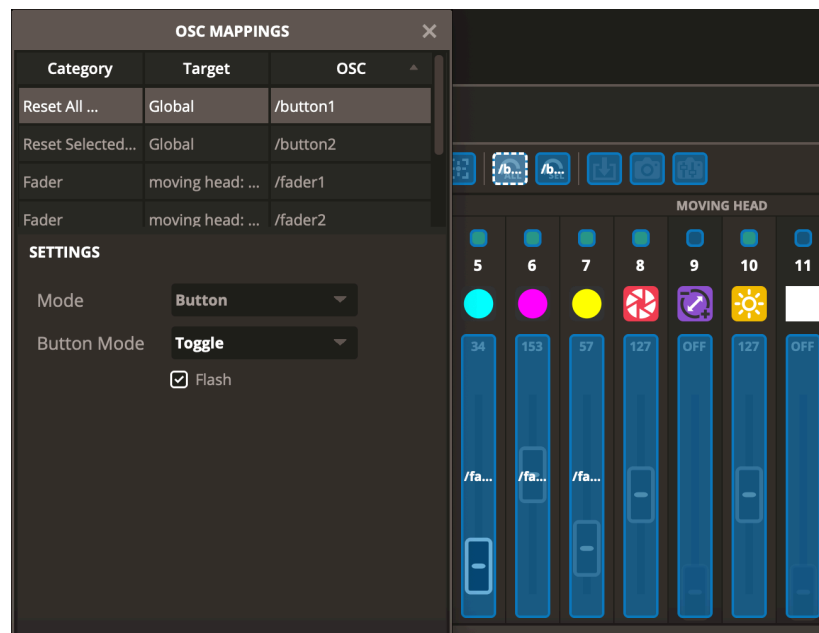 OSC MAPPINGS
Category Target OSC
Reset All ... Global /button1
Reset Selected... Global /button2
Fader moving head: ... /fader1
Fader moving head: ... /fader2
SETTINGS
Mode Button
Button Mode Toggle
Flash
/b... ALL /b... SEL
MOVING HEAD
5 6 7 8 9 10 11
34 153 57 127 OFF 127 OFF
/fa... /fa... /fa...